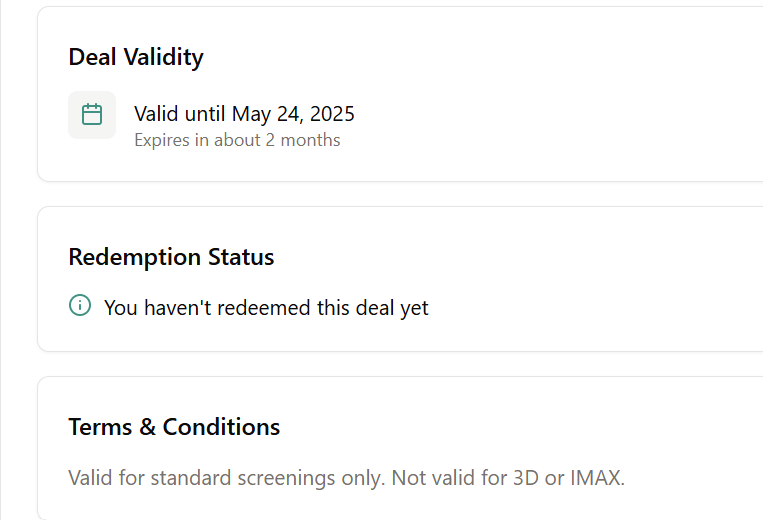 Deal Validity
Valid until May 24, 2025
Expires in about 2 months
Redemption Status
You haven't redeemed this deal yet
Terms & Conditions
Valid for standard screenings only. Not valid for 3D or IMAX.